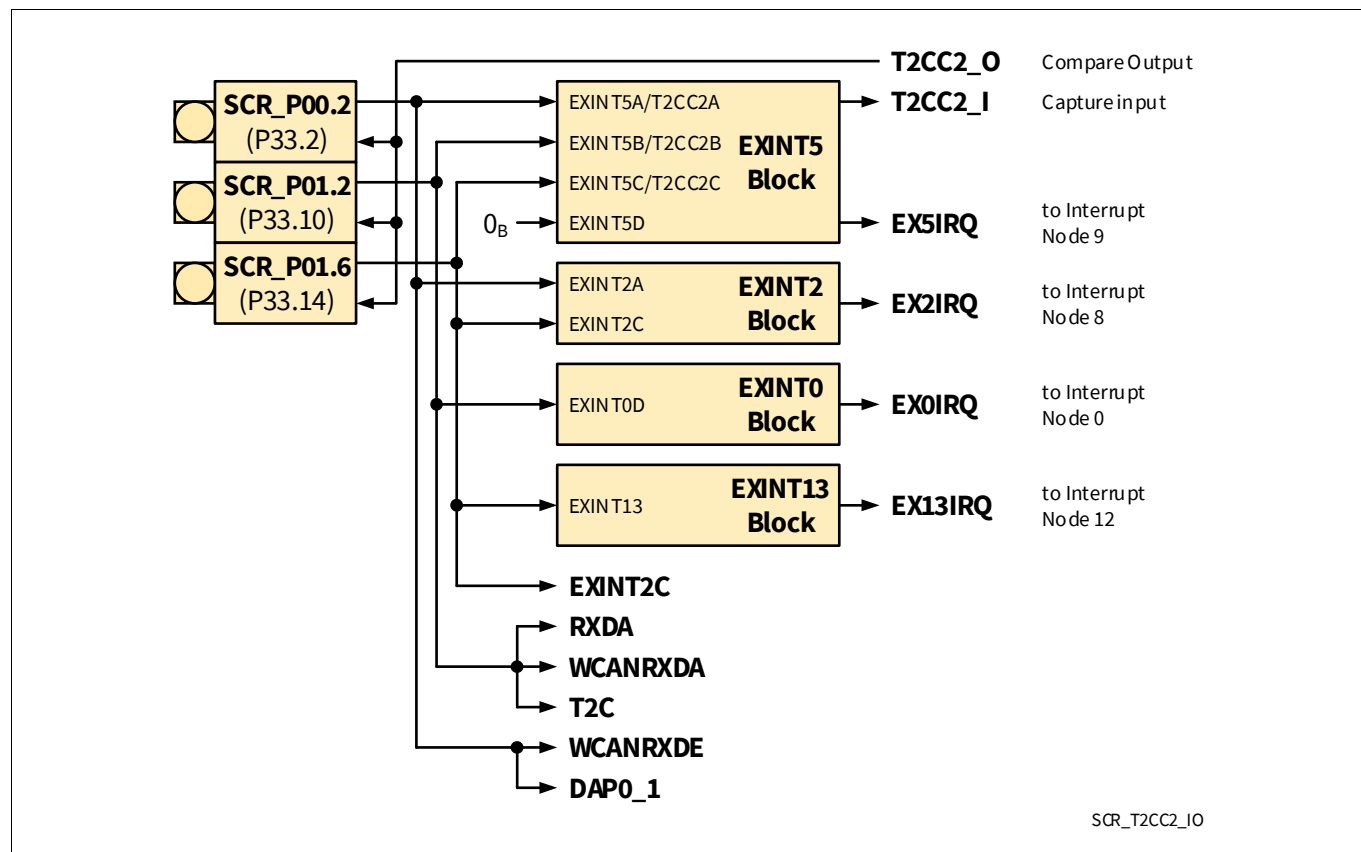 T2CC2_O Compare Output
SCR_P00.2
(P33.2)
SCR_P01.2
(P33.10)
SCR_P01.6
(P33.14)
EXINT5A/T2CC2A
EXINT5B/T2CC2B
EXINT5C/T2CC2C
0B
EXINT5D
EXINT5
Block
T2CC2_I Capture input
EX5IRQ
to Interrupt
Node 9
EXINT2A
EXINT2C
EXINT2
Block
EX2IRQ
to Interrupt
Node 8
EXINT0D
EXINT0
Block
EX0IRQ
to Interrupt
Node 0
EXINT13
EXINT13
Block
EX13IRQ
to Interrupt
Node 12
EXINT2C
RXDA
WCANRXDA
T2C
WCANRXDE
DAP0_1
SCR_T2CC2_IO